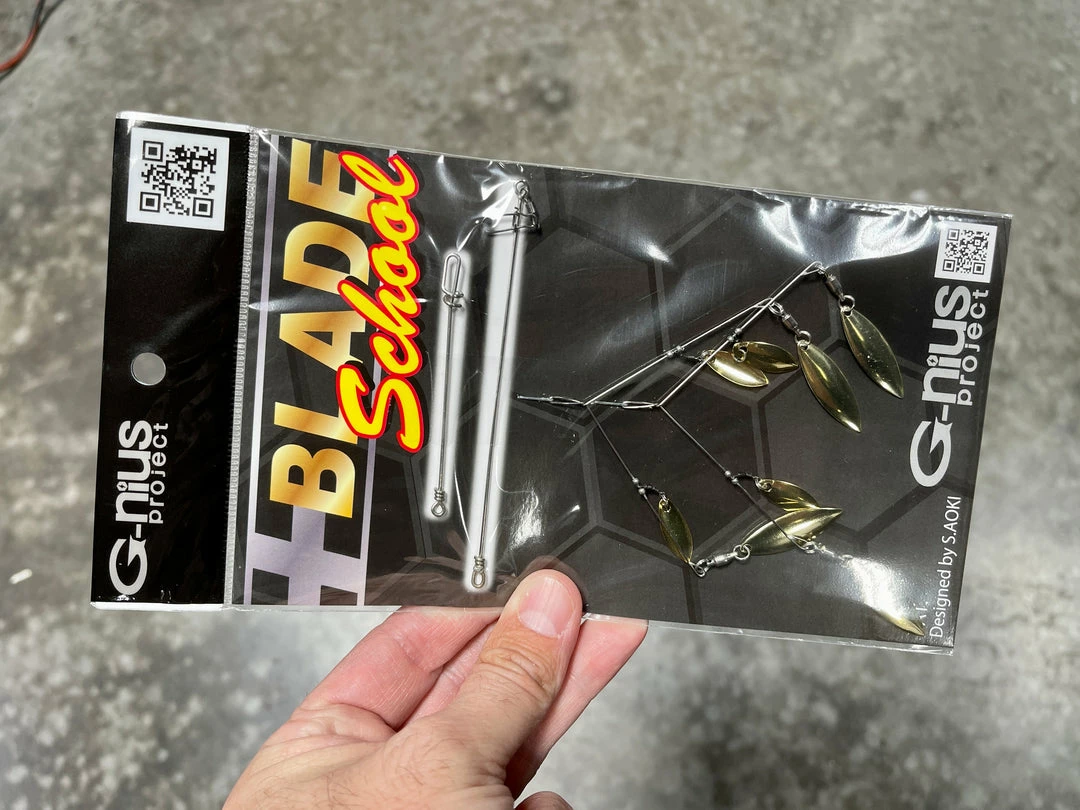 G-nius
project
BLADE
School
G-nius
project
Designed by S.AOKI